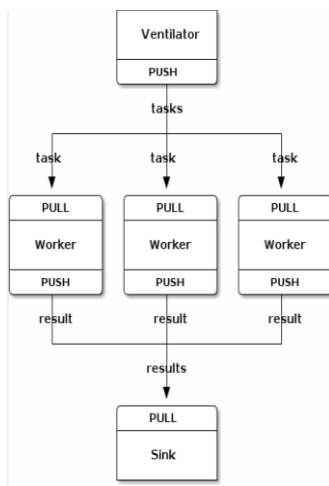 Ventilator
PUSH
tasks
task task task
PULL PULL PULL
Worker Worker Worker
PUSH PUSH PUSH
result result result
results
PULL
Sink